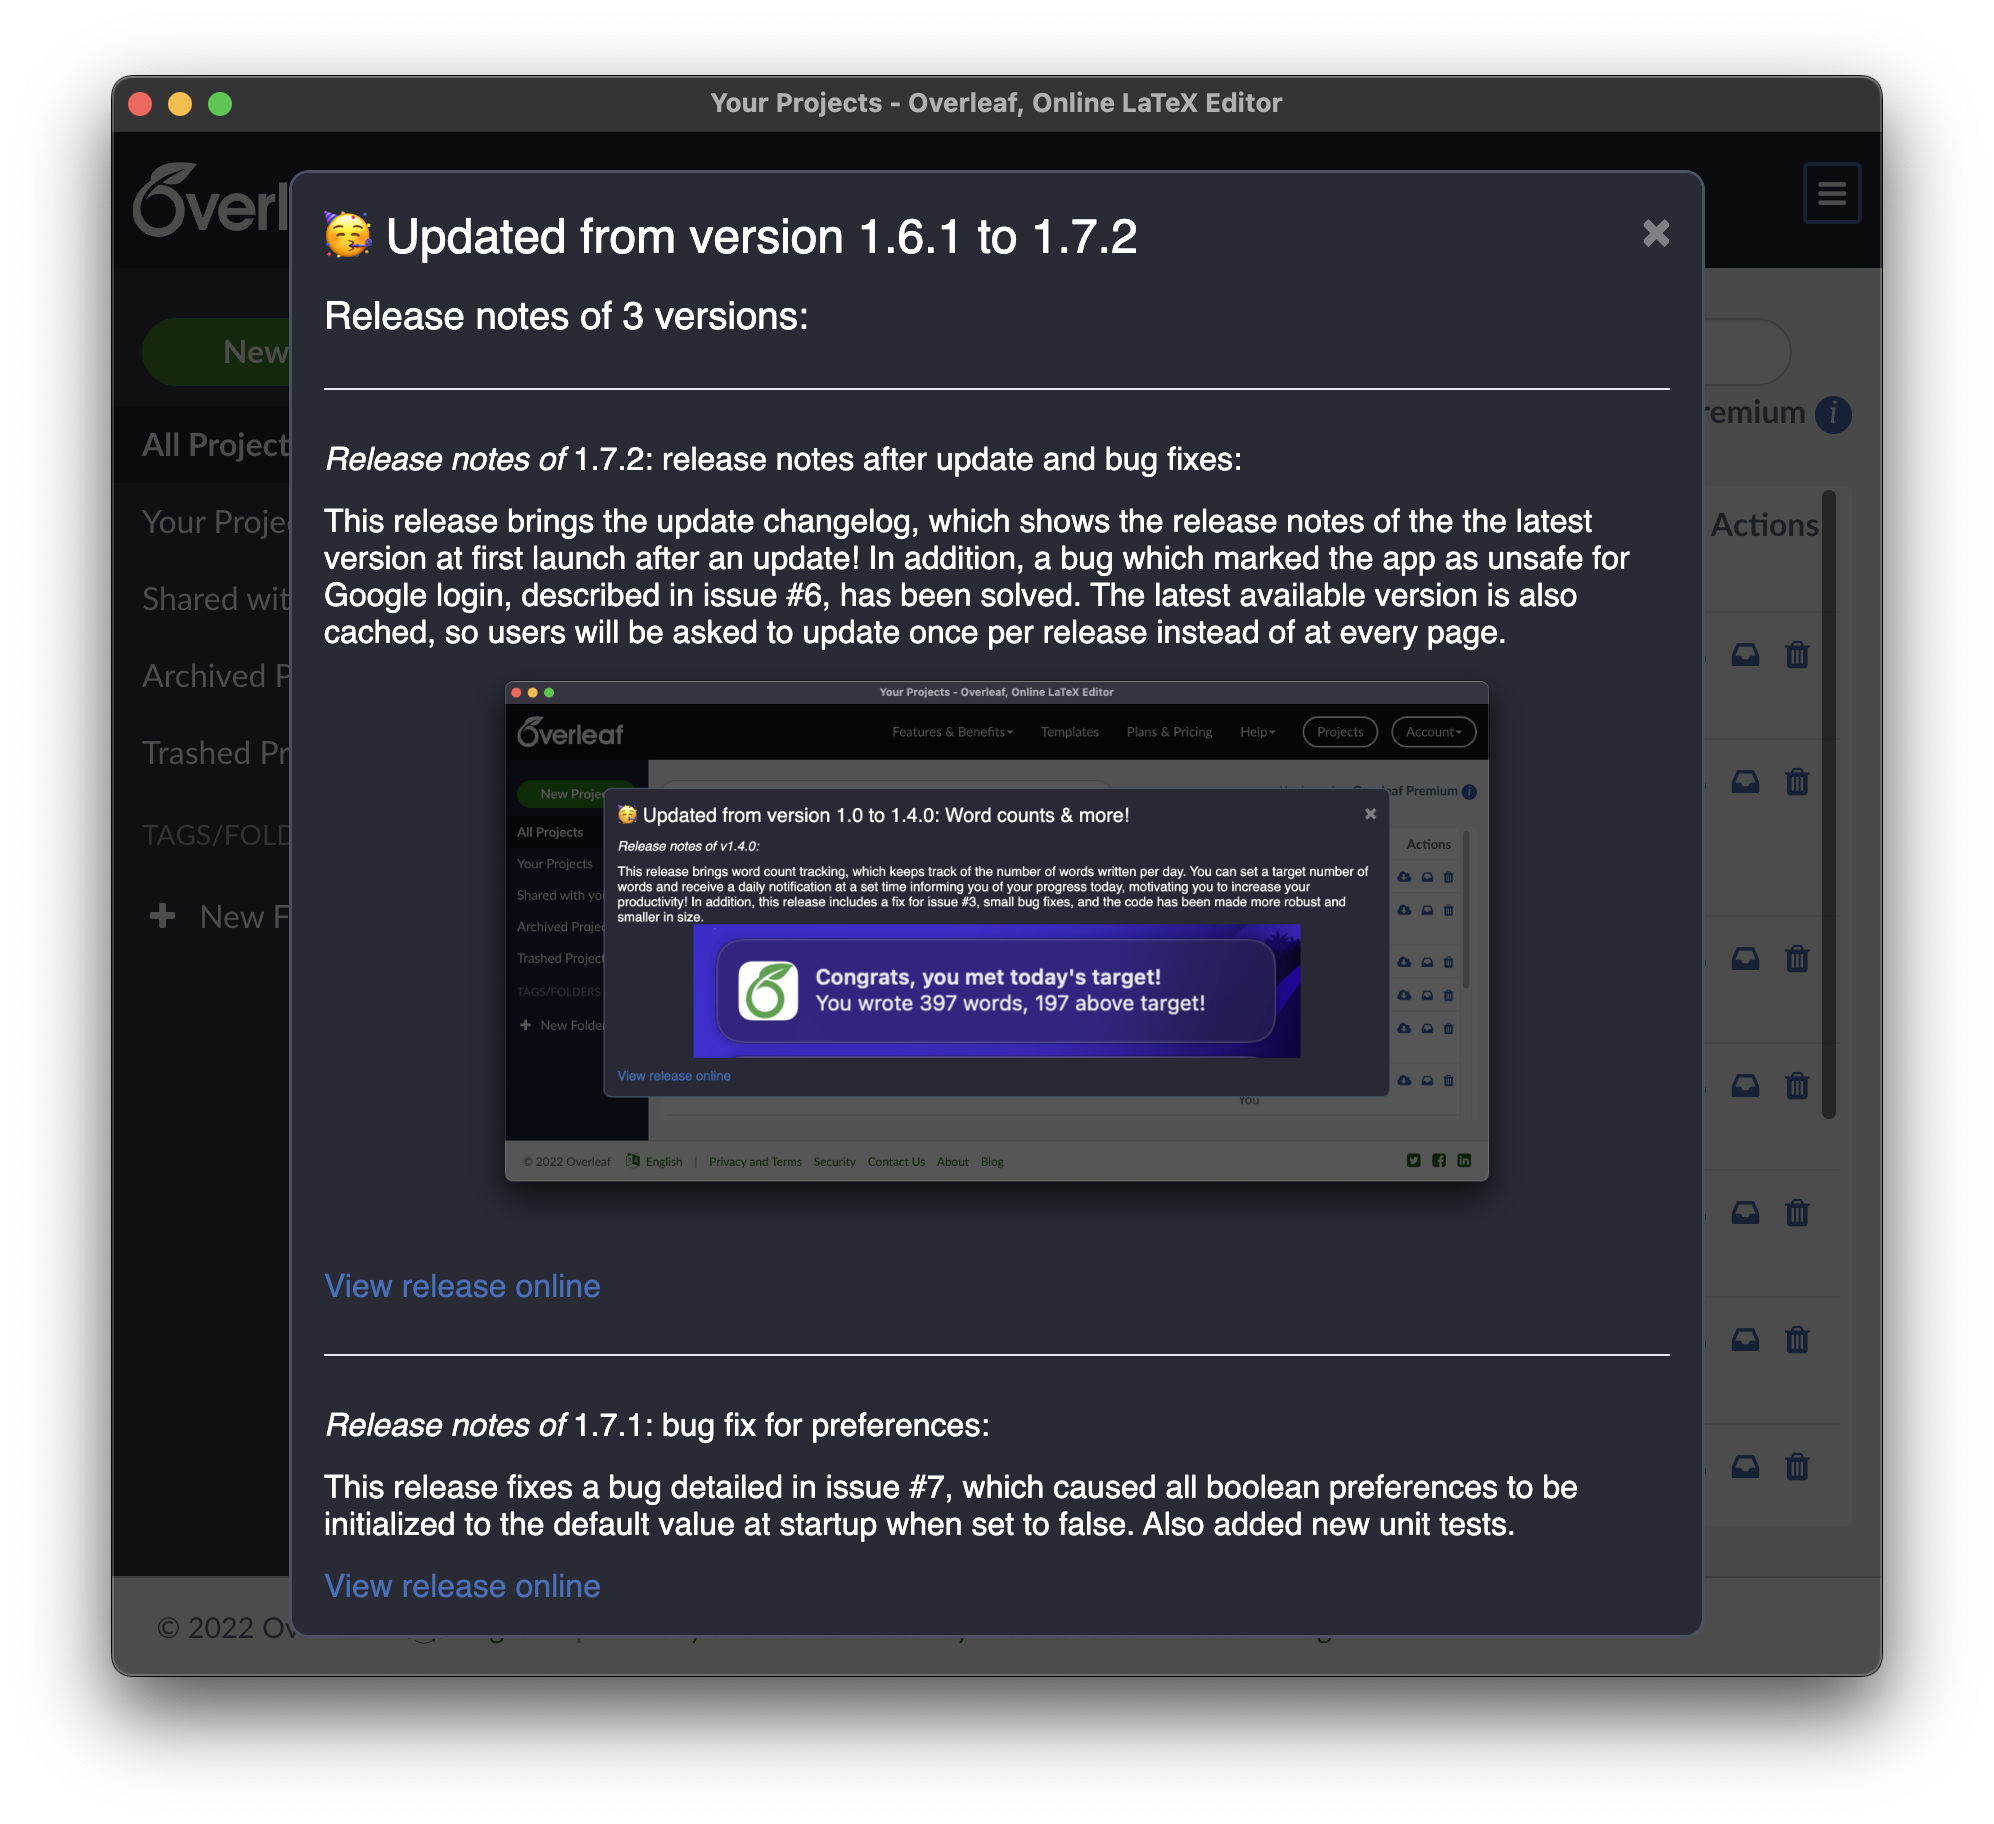 Your Projects - Overleaf, Online LaTeX Editor
🥳 Updated from version 1.6.1 to 1.7.2
Release notes of 3 versions:
New
All Project
emium
Release notes of 1.7.2: release notes after update and bug fixes:
Your Proje
Actions
This release brings the update changelog, which shows the release notes of the the latest
version at first launch after an update! In addition, a bug which marked the app as unsafe for
Google login, described in issue #6, has been solved. The latest available version is also
cached, so users will be asked to update once per release instead of at every page.
Shared wit
Archived P
Trashed Pr
TAGS/FOLD
New F
Your Projects - Overleaf, Online LaTeX Editor
Overleaf
Features & Benefits
Templates
Plans & Pricing
Help
Projects
Account
New Projec
af Premium
All Projects
Your Projects
Shared with yo
Archived Projec
Trashed Project
TAGS/FOLDERS
New Folder
🥳 Updated from version 1.0 to 1.4.0: Word counts & more!
Release notes of v1.4.0:
Actions
This release brings word count tracking, which keeps track of the number of words written per day. You can set a target number of
words and receive a daily notification at a set time informing you of your progress today, motivating you to increase your
productivity! In addition, this release includes a fix for issue #3, small bug fixes, and the code has been made more robust and
smaller in size.
Congrats, you met today's target!
You wrote 397 words, 197 above target!
View release online
You
© 2022 Overleaf English | Privacy and Terms Security Contact Us About Blog
View release online
Release notes of 1.7.1: bug fix for preferences:
This release fixes a bug detailed in issue #7, which caused all boolean preferences to be
initialized to the default value at startup when set to false. Also added new unit tests.
View release online
© 2022 Ov